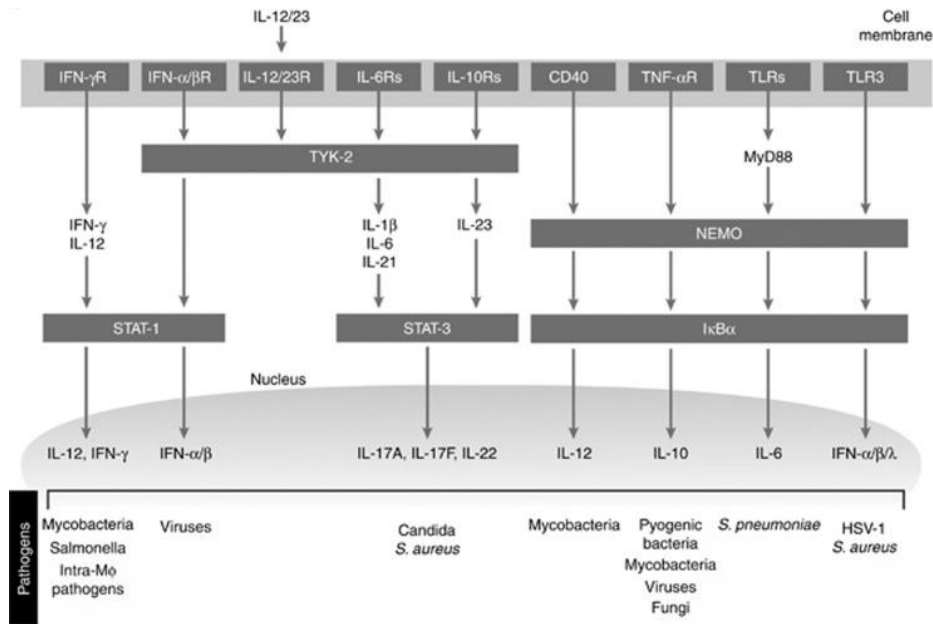 IL-12/23
Cell
membrane
IFN-γR IFN-α/βR IL-12/23R IL-6Rs IL-10Rs CD40 TNF-αR TLRs TLR3
TYK-2
MyD88
IFN-γ
IL-12
IL-1β
IL-6
IL-21
IL-23
NEMO
STAT-1 STAT-3 IκBα
Nucleus
IL-12, IFN-γ IFN-α/β IL-17A, IL-17F, IL-22 IL-12 IL-10 IL-6 IFN-α/β/λ
Pathogens
Mycobacteria
Salmonella
Intra-Mϕ
pathogens
Viruses
Candida
S. aureus
Mycobacteria
Pyogenic
bacteria
Mycobacteria
Viruses
Fungi
S. pneumoniae
HSV-1
S. aureus